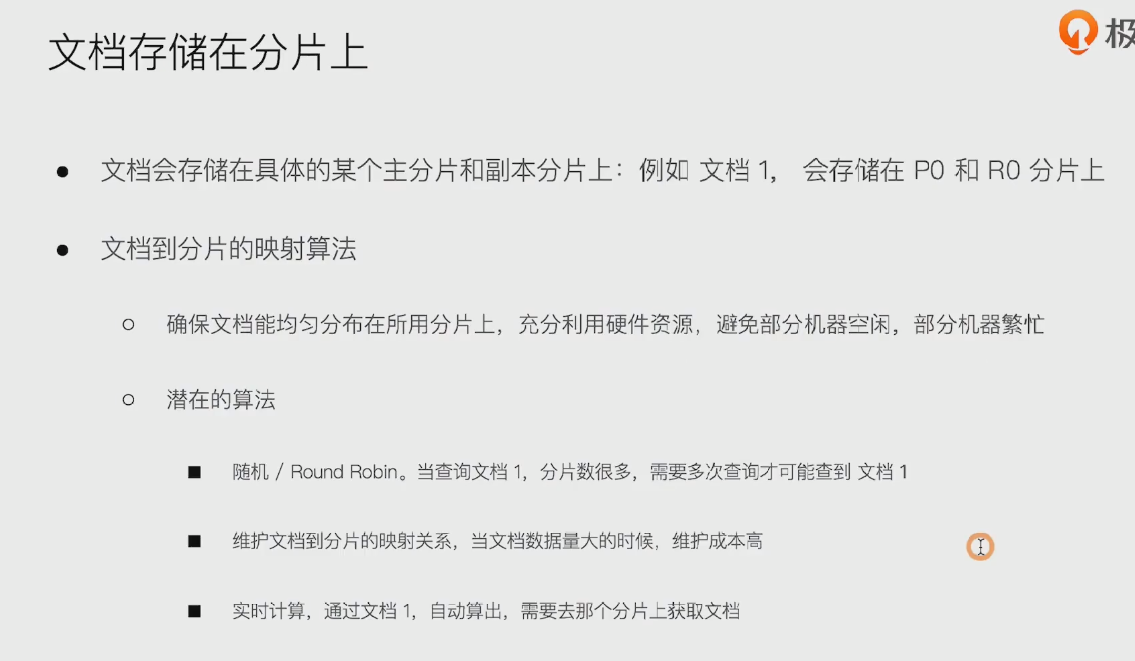 文档存储在分片上
极
● 文档会存储在具体的某个主分片和副本分片上：例如 文档 1， 会存储在 P0 和 R0 分片上
● 文档到分片的映射算法
○ 确保文档能均匀分布在所用分片上，充分利用硬件资源，避免部分机器空闲，部分机器繁忙
○ 潜在的算法
■ 随机 / Round Robin。当查询文档 1，分片数很多，需要多次查询才可能查到 文档 1
■ 维护文档到分片的映射关系，当文档数据量大的时候，维护成本高
■ 实时计算，通过文档 1，自动算出，需要去那个分片上获取文档